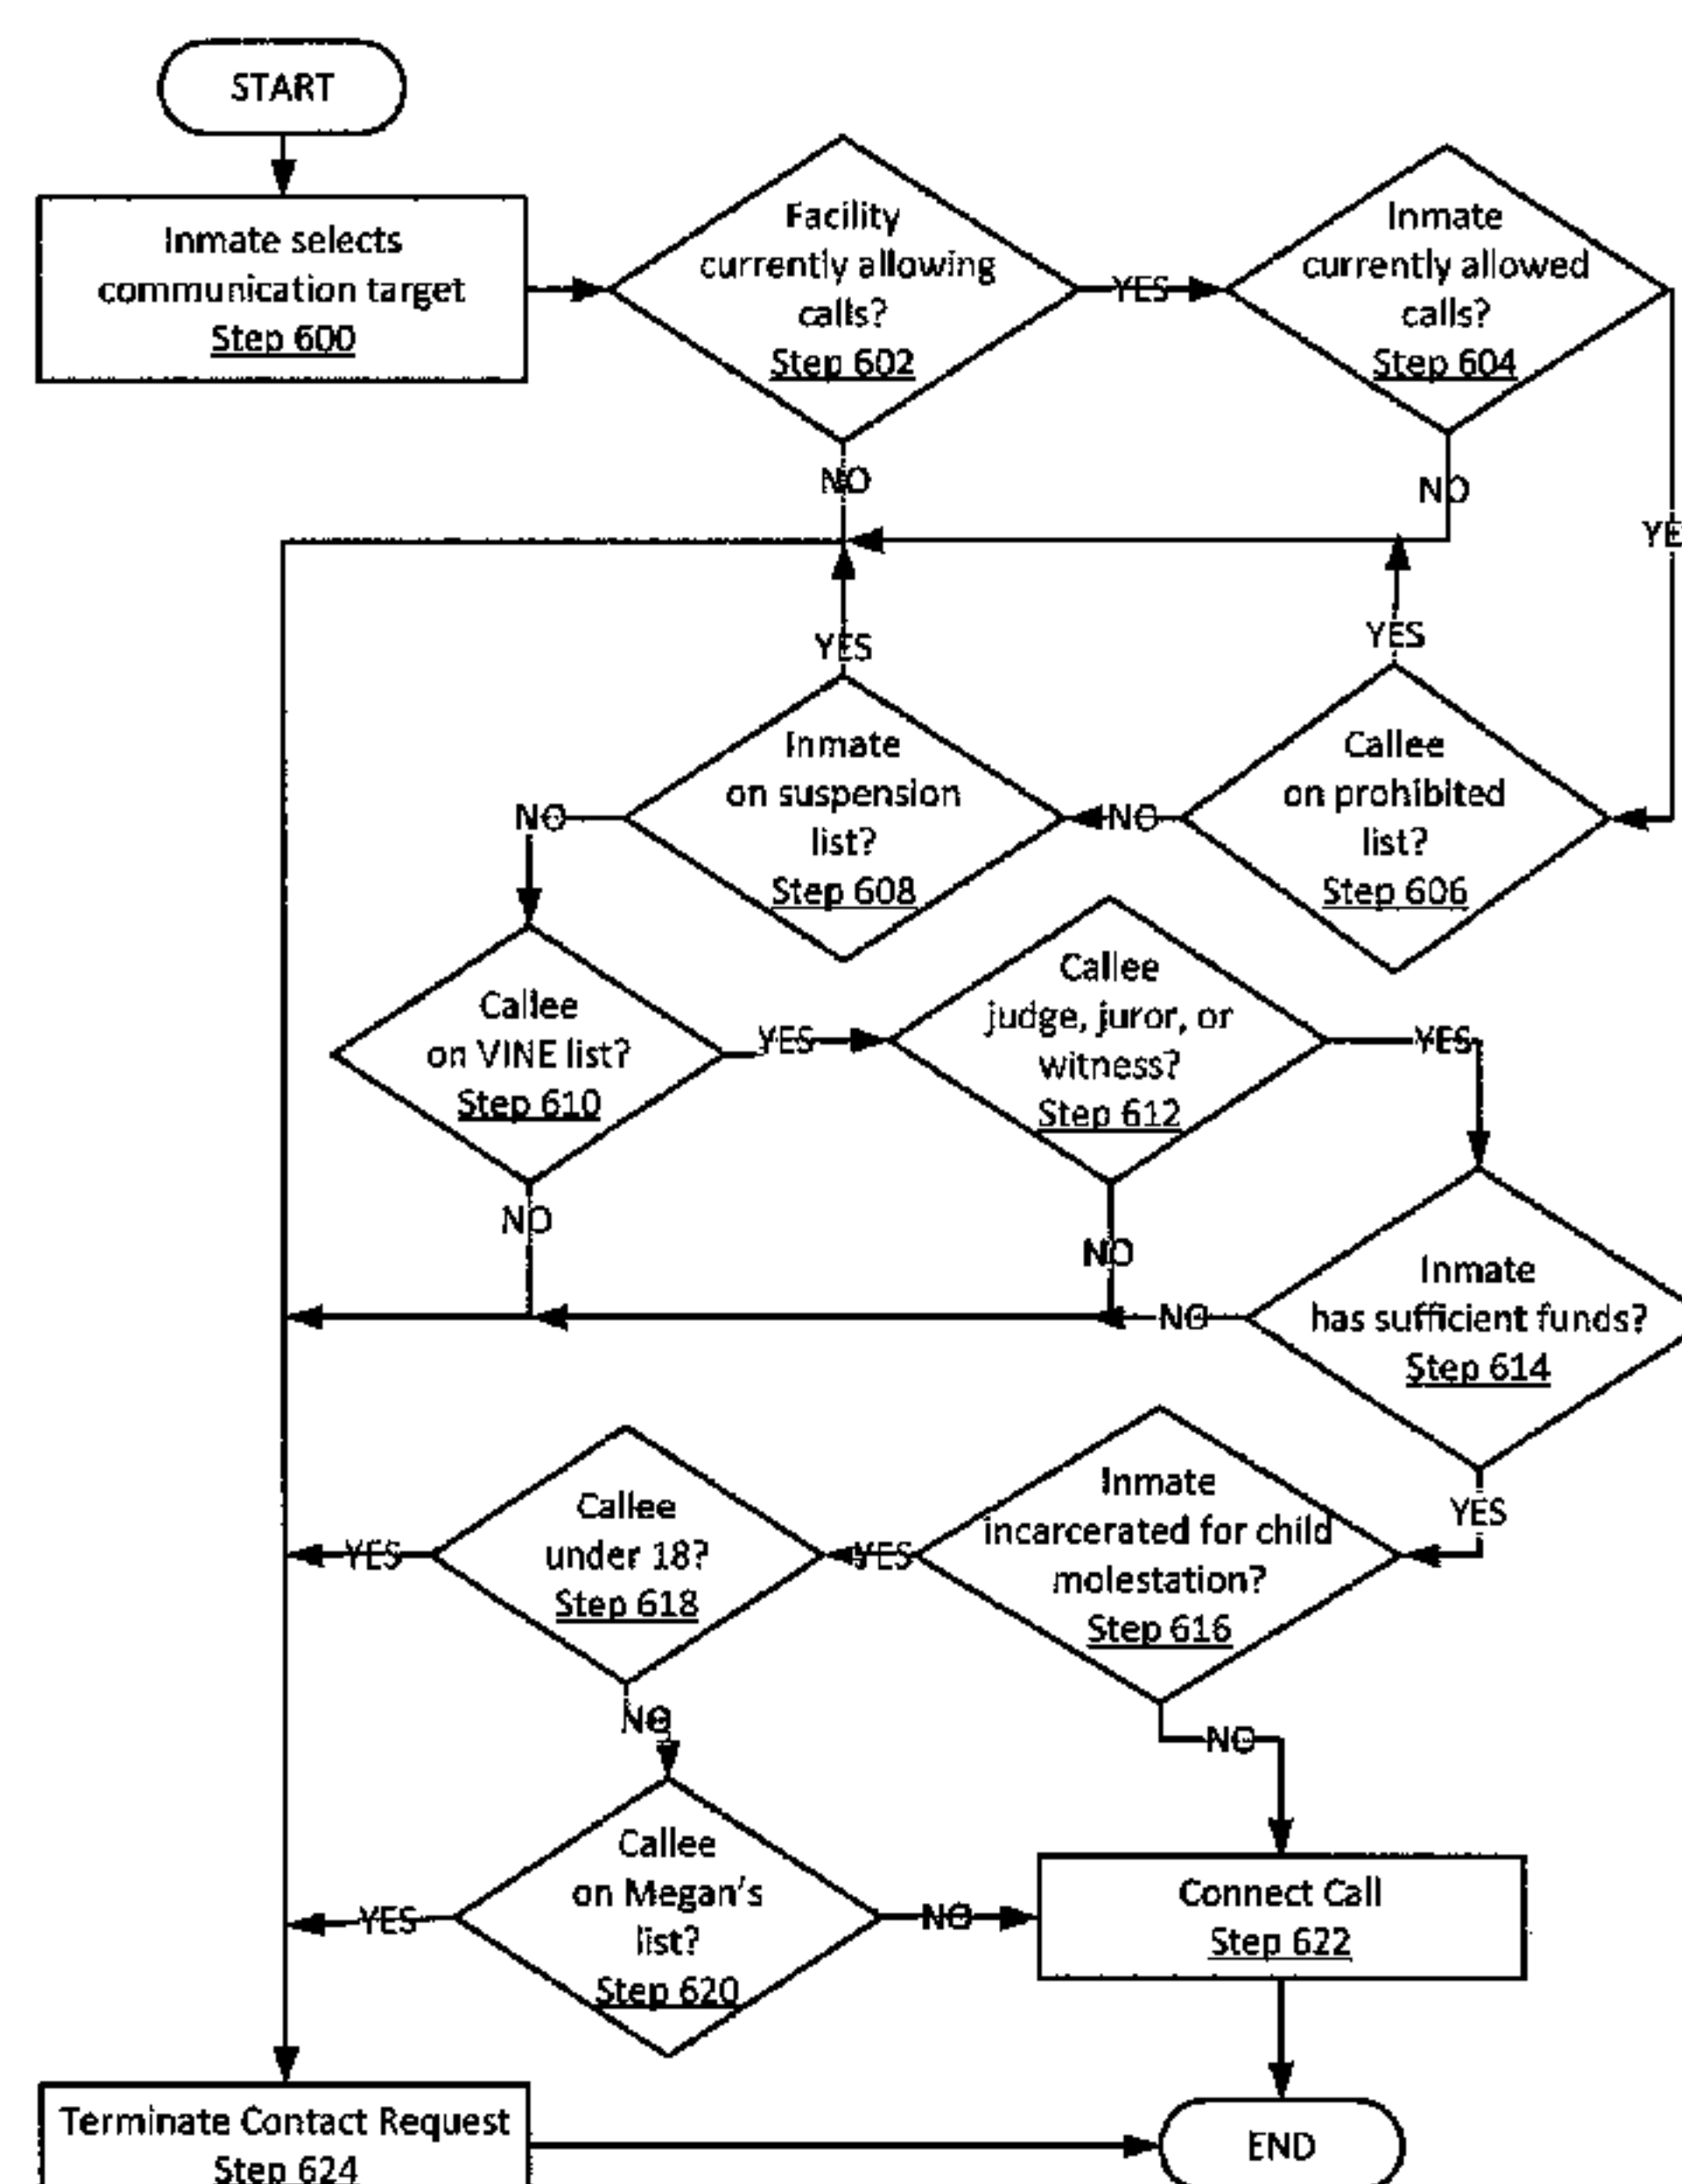 START
Inmate selects
communication target
Step 600
Facility
currently allowing
calls?
Step 602
YES
Inmate
currently allowed
calls?
Step 604
NO
NO
YE
YES
YES
Inmate
on suspension
list?
Step 608
NO
Callee
on prohibited
list?
Step 606
NO
Callee
on VINE list?
Step 610
YES
Callee
judge, juror, or
witness?
Step 612
YES
NO
NO
Inmate
has sufficient funds?
Step 614
NO
YES
Callee
under 18?
Step 618
YES
YES
Inmate
incarcerated for child
molestation?
Step 616
NO
NO
Callee
on Megan's
list?
Step 620
YES
NO
Connect Call
Step 622
Terminate Contact Request
Step 624
END